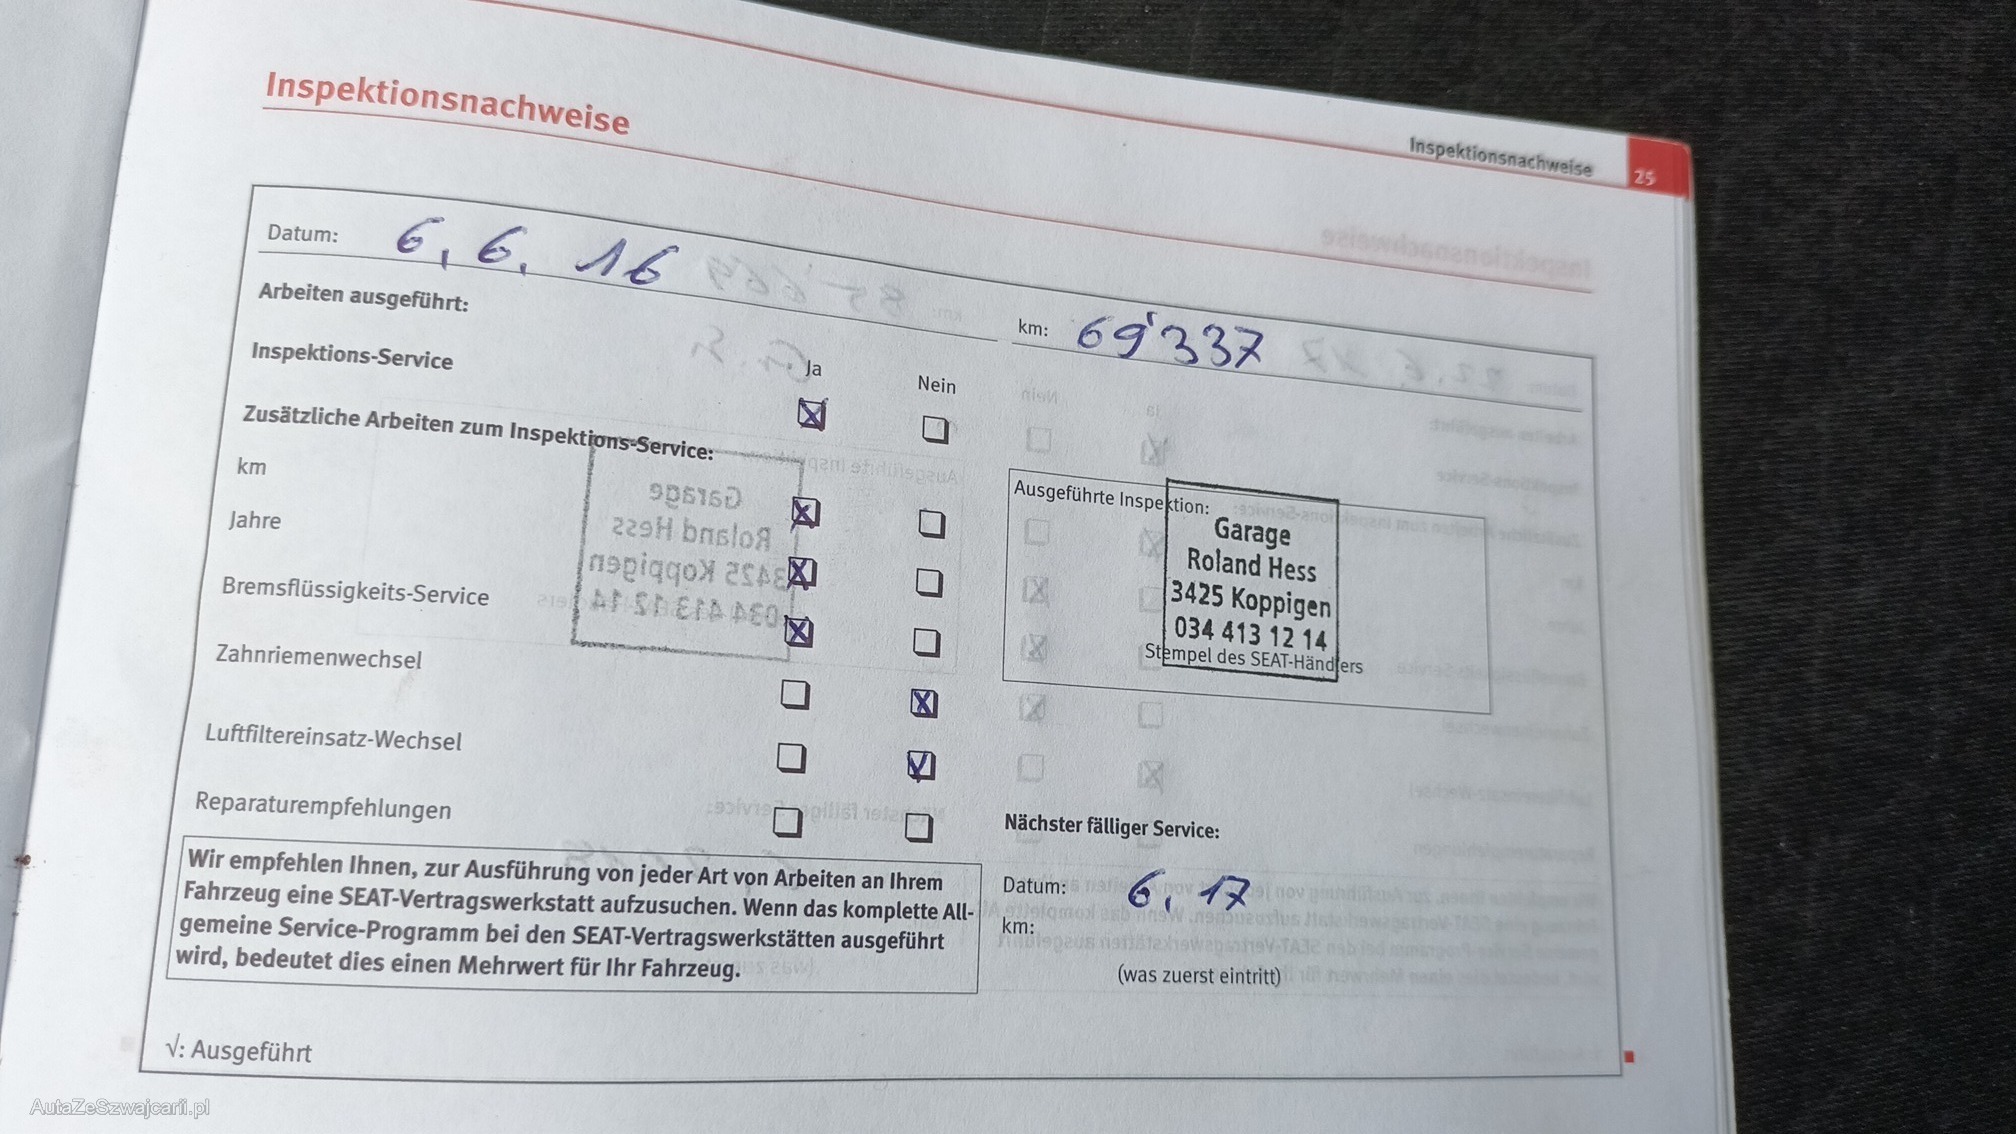 Inspektionsnachweise
Inspektionsnachweise 25
Datum: 6, 6, 16
km: 69'337
Arbeiten ausgeführt:
Ja Nein
Inspektions-Service
Zusätzliche Arbeiten zum Inspektions-Service:
km
Jahre
Bremsflüssigkeits-Service
Zahnriemenwechsel
Luftfiltereinsatz-Wechsel
Reparaturempfehlungen
Wir empfehlen Ihnen, zur Ausführung von jeder Art von Arbeiten an Ihrem
Fahrzeug eine SEAT-Vertragswerkstatt aufzusuchen. Wenn das komplette All-
gemeine Service-Programm bei den SEAT-Vertragswerkstätten ausgeführt
wird, bedeutet dies einen Mehrwert für Ihr Fahrzeug.
√: Ausgeführt
Ausgeführte Inspektion:
Garage
Roland Hess
3425 Koppigen
034 413 12 14
Stempel des SEAT-Händlers
Nächster fälliger Service:
Datum: 6, 17
km:
(was zuerst eintritt)
AutaZeSzwajcarii.pl